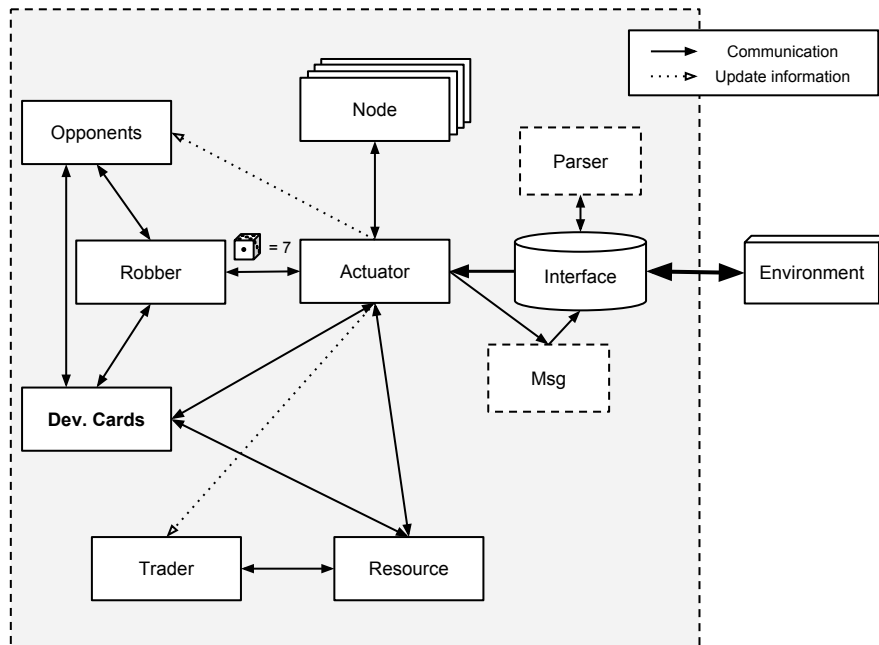 Communication
Update information
Node
Opponents
Parser
= 7
Robber
Actuator
Interface
Environment
Msg
Dev. Cards
Trader
Resource